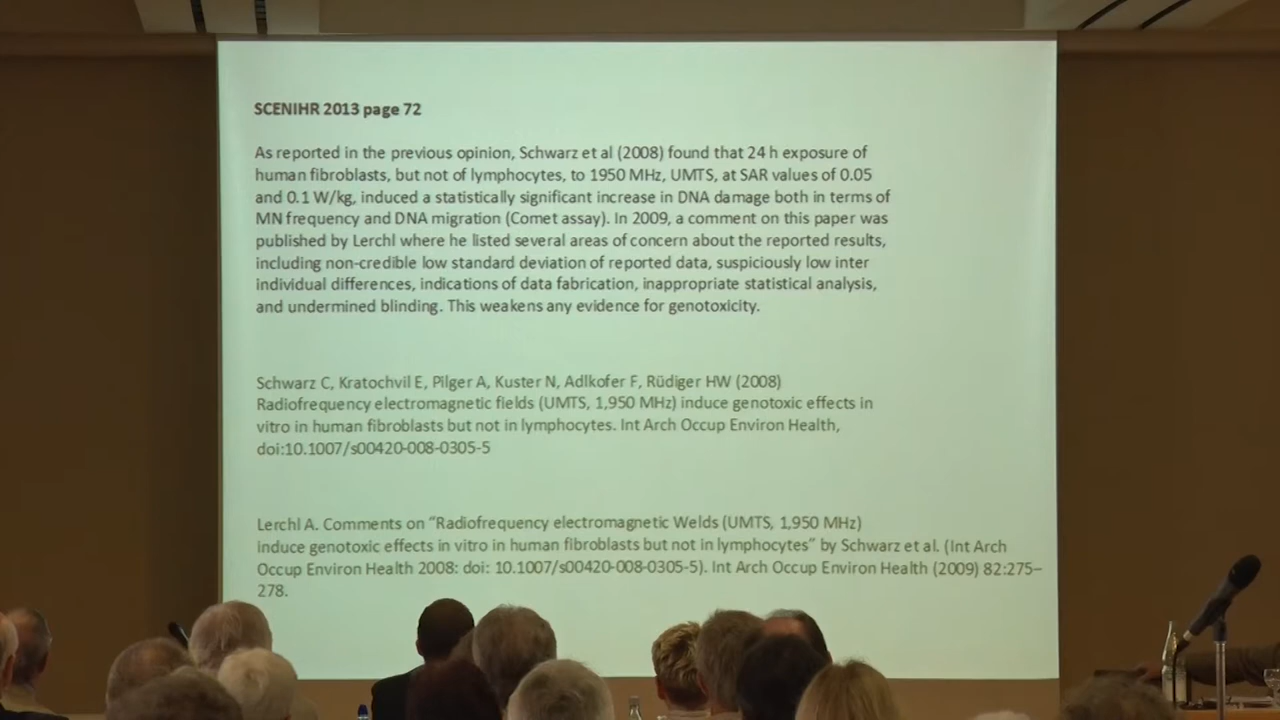 SCENIHR 2013 page 72
As reported in the previous opinion, Schwarz et al (2008) found that 24 h exposure of
human fibroblasts, but not of lymphocytes, to 1950 MHz, UMTS, at SAR values of 0.05
and 0.1 W/kg, induced a statistically significant increase in DNA damage both in terms of
MN frequency and DNA migration (Comet assay). In 2009, a comment on this paper was
published by Lerchl where he listed several areas of concern about the reported results,
including non-credible low standard deviation of reported data, suspiciously low inter
individual differences, indications of data fabrication, inappropriate statistical analysis,
and undermined blinding. This weakens any evidence for genotoxicity.
Schwarz C, Kratochvil E, Pilger A, Kuster N, Adlkofer F, Rüdiger HW (2008)
Radiofrequency electromagnetic fields (UMTS, 1,950 MHz) induce genotoxic effects in
vitro in human fibroblasts but not in lymphocytes. Int Arch Occup Environ Health,
doi:10.1007/s00420-008-0305-5
Lerchl A. Comments on “Radiofrequency electromagnetic Welds (UMTS, 1,950 MHz)
induce genotoxic effects in vitro in human fibroblasts but not in lymphocytes” by Schwarz et al. (Int Arch
Occup Environ Health 2008: doi: 10.1007/s00420-008-0305-5). Int Arch Occup Environ Health (2009) 82:275–
278.